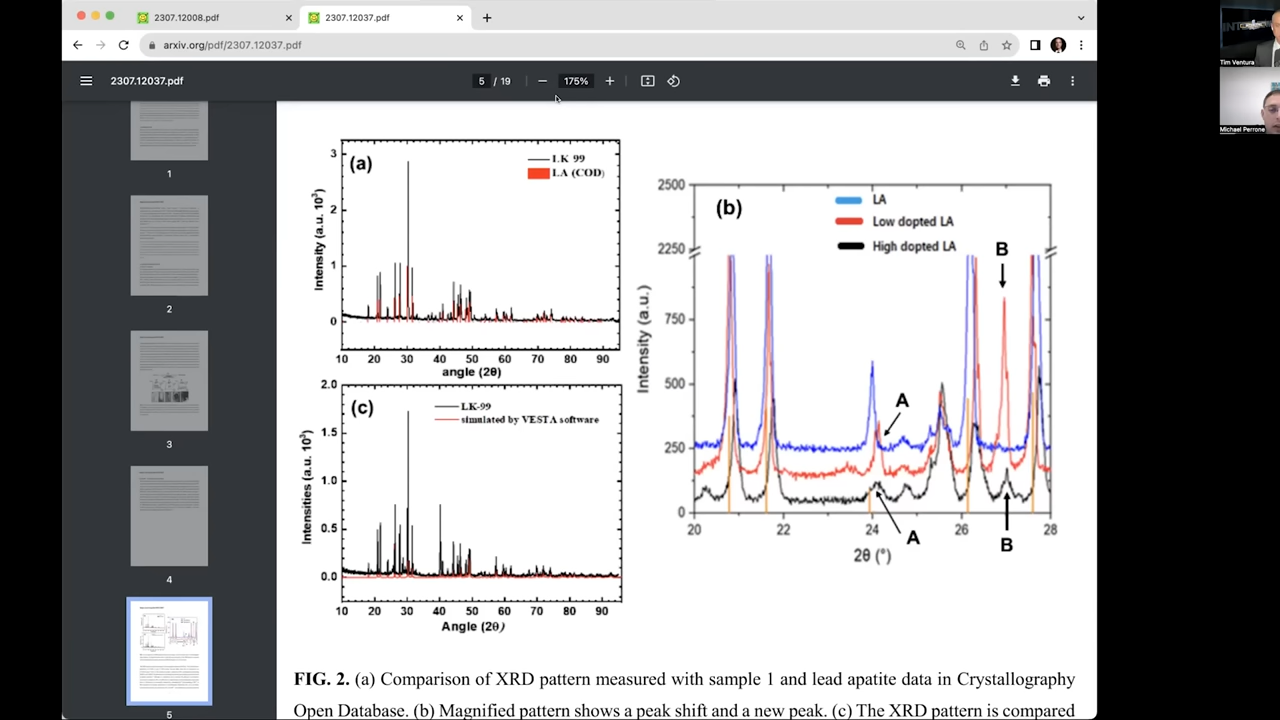 2307.12008.pdf
2307.12037.pdf
arxiv.org/pdf/2307.12037.pdf
2307.12037.pdf
5 / 19
175%
1
2
3
4
5
(a)
LK-99
LA (COD)
Intensity (a.u. 10³)
3
2
1
0
10 20 30 40 50 60 70 80 90
angle (2θ)
(c)
LK-99
simulated by VESTA software
Intensities (a.u. 10³)
2.0
1.5
1.0
0.5
0.0
10 20 30 40 50 60 70 80 90
Angle (2θ)
(b)
LA
Low dopted LA
High dopted LA
Intensity (a.u.)
2500
2250
750
500
250
0
A
A
B
B
20 22 24 26 28
2θ (°)
FIG. 2. (a) Comparison of XRD pattern measured with sample 1 and lead apatite data in Crystallography
Open Database. (b) Magnified pattern shows a peak shift and a new peak. (c) The XRD pattern is compared
Tim Ventura
Michael Perrone